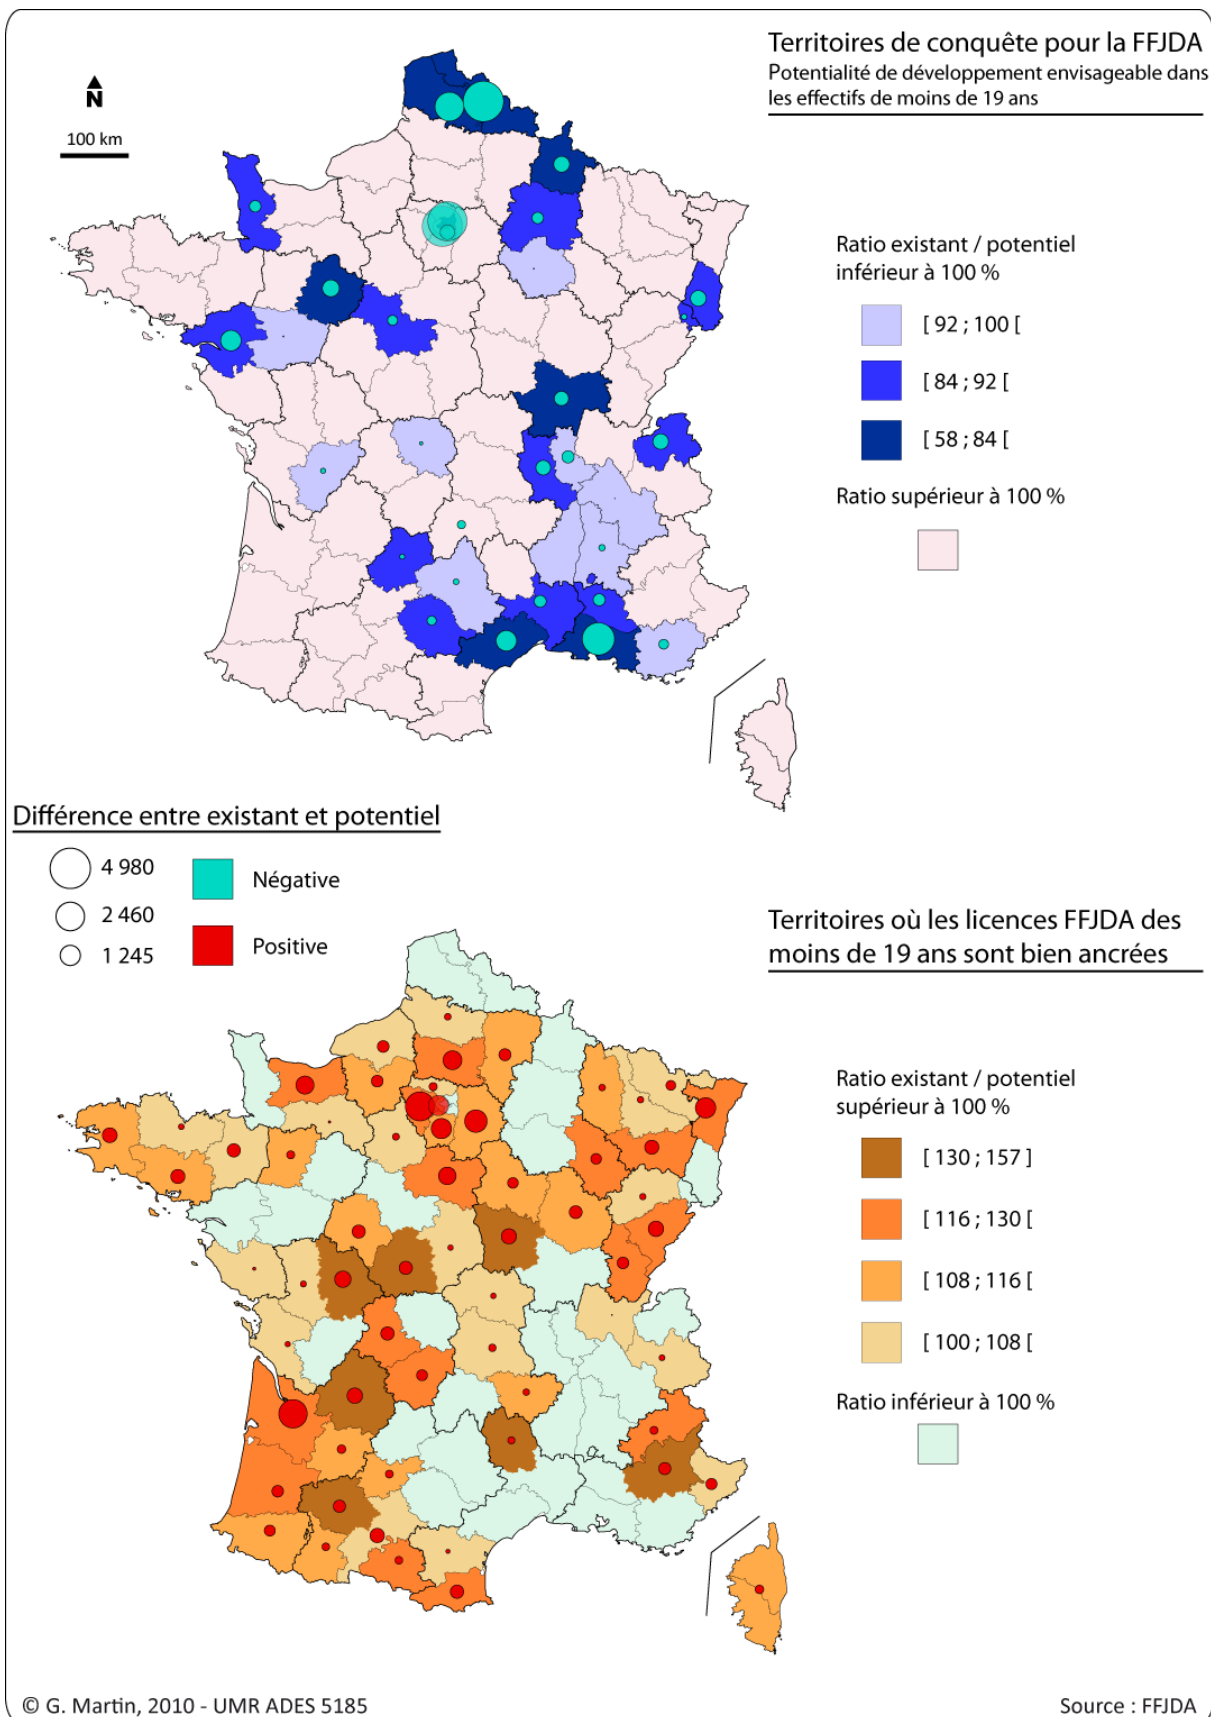 Territoires de conquête pour la FFJDA
Potentialité de développement envisageable dans
les effectifs de moins de 19 ans
N
100 km
Ratio existant / potentiel
inférieur à 100 %
[ 92 ; 100 [
[ 84 ; 92 [
[ 58 ; 84 [
Ratio supérieur à 100 %
Différence entre existant et potentiel
4 980
2 460
1 245
Négative
Positive
Territoires où les licences FFJDA des
moins de 19 ans sont bien ancrées
Ratio existant / potentiel
supérieur à 100 %
[ 130 ; 157 ]
[ 116 ; 130 [
[ 108 ; 116 [
[ 100 ; 108 [
Ratio inférieur à 100 %
© G. Martin, 2010 - UMR ADES 5185
Source : FFJDA